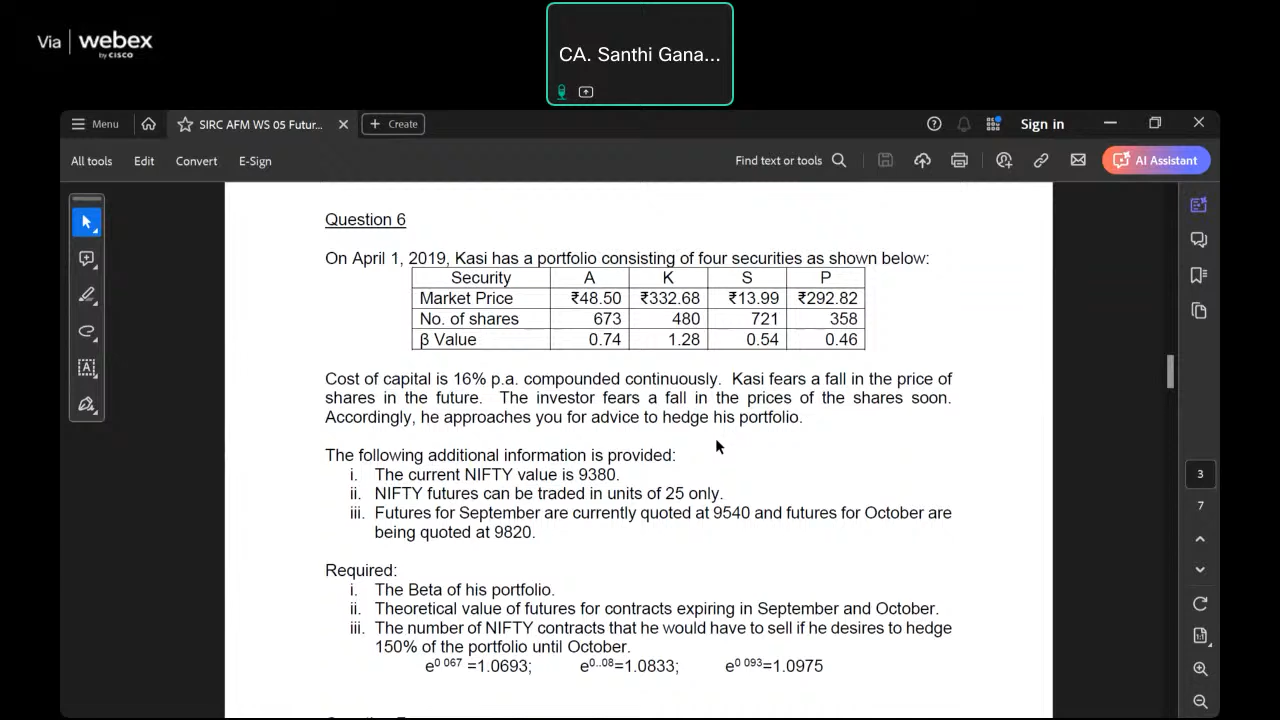 Via webex
by CISCO
CA. Santhi Gana...
Menu
SIRC AFM WS 05 Futur...
Create
Sign in
All tools
Edit
Convert
E-Sign
Find text or tools
AI Assistant
Question 6
On April 1, 2019, Kasi has a portfolio consisting of four securities as shown below:
Security A K S P
Market Price ₹48.50 ₹332.68 ₹13.99 ₹292.82
No. of shares 673 480 721 358
β Value 0.74 1.28 0.54 0.46
Cost of capital is 16% p.a. compounded continuously. Kasi fears a fall in the price of
shares in the future. The investor fears a fall in the prices of the shares soon.
Accordingly, he approaches you for advice to hedge his portfolio.
The following additional information is provided:
i. The current NIFTY value is 9380.
ii. NIFTY futures can be traded in units of 25 only.
iii. Futures for September are currently quoted at 9540 and futures for October are
being quoted at 9820.
Required:
i. The Beta of his portfolio.
ii. Theoretical value of futures for contracts expiring in September and October.
iii. The number of NIFTY contracts that he would have to sell if he desires to hedge
150% of the portfolio until October.
e0 067 =1.0693; e0..08=1.0833; e0 093=1.0975
3
7